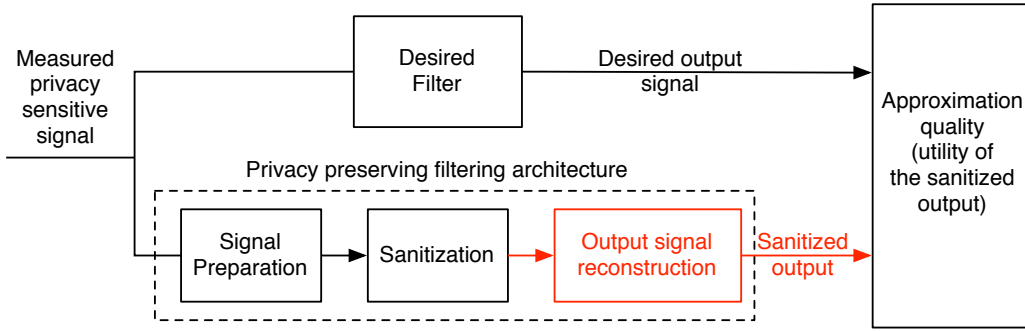 Measured
privacy
sensitive
signal
Desired
Filter
Desired output
signal
Approximation
quality
(utility of
the sanitized
output)
Privacy preserving filtering architecture
Signal
Preparation
Sanitization
Output signal
reconstruction
Sanitized
output